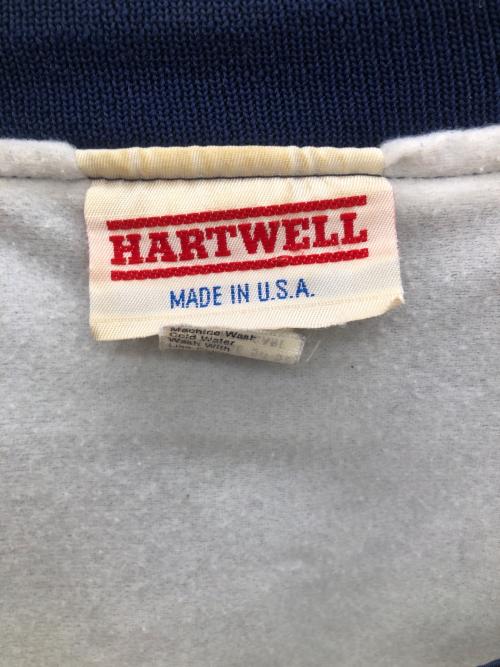 HARTWELL
MADE IN U.S.A.
Machine Wash
Cold Water
Wash With